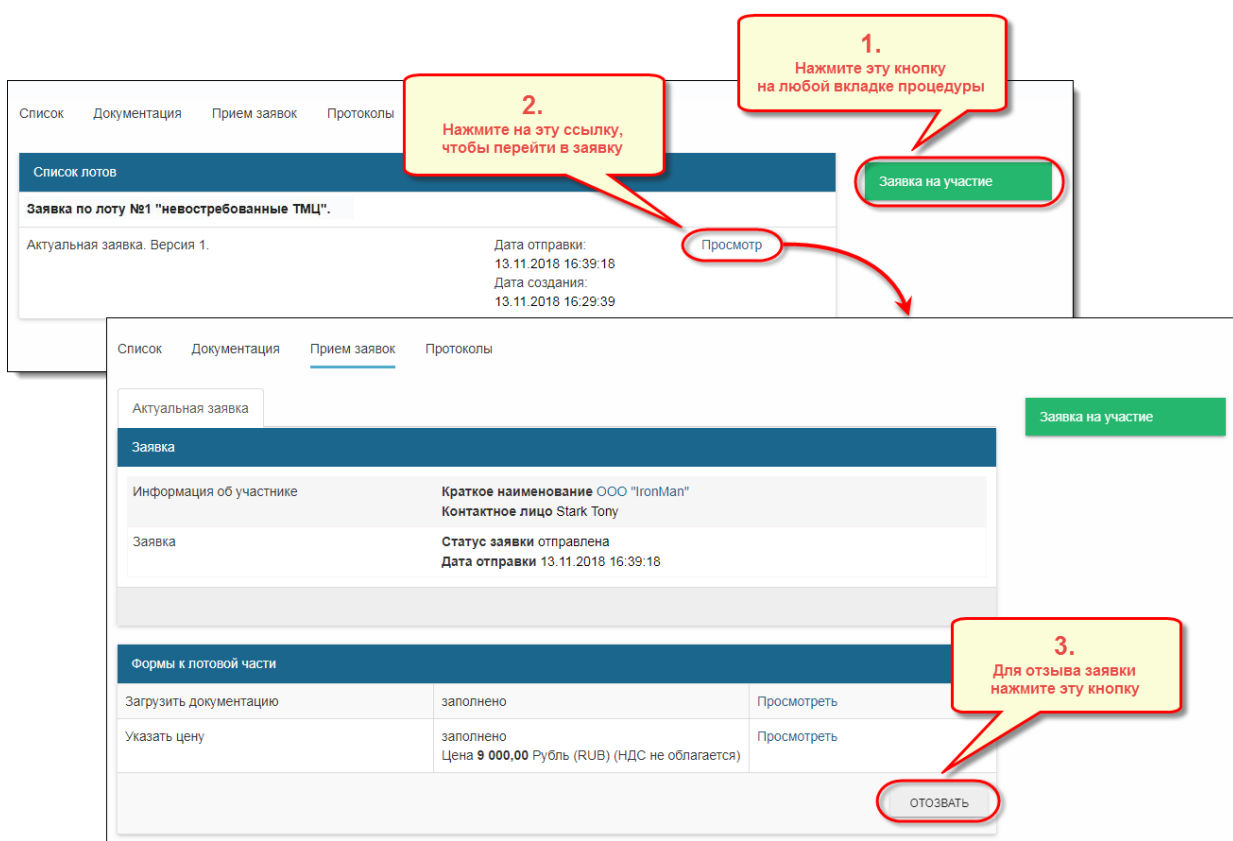 1.
Нажмите эту кнопку
на любой вкладке процедуры
2.
Нажмите на эту ссылку,
чтобы перейти в заявку
Список Документация Прием заявок Протоколы
Список лотов
Заявка на участие
Заявка по лоту №1 "невостребованные ТМЦ".
Актуальная заявка. Версия 1.
Дата отправки:
13.11.2018 16:39:18
Дата создания:
13.11.2018 16:29:39
Просмотр
Список Документация Прием заявок Протоколы
Актуальная заявка
Заявка на участие
Заявка
Информация об участнике
Краткое наименование ООО "IronMan"
Контактное лицо Stark Tony
Заявка
Статус заявки отправлена
Дата отправки 13.11.2018 16:39:18
3.
Для отзыва заявки
нажмите эту кнопку
Формы к лотовой части
Загрузить документацию заполнено Просмотреть
Указать цену заполнено Просмотреть
Цена 9 000,00 Рубль (RUB) (НДС не облагается)
ОТОЗВАТЬ